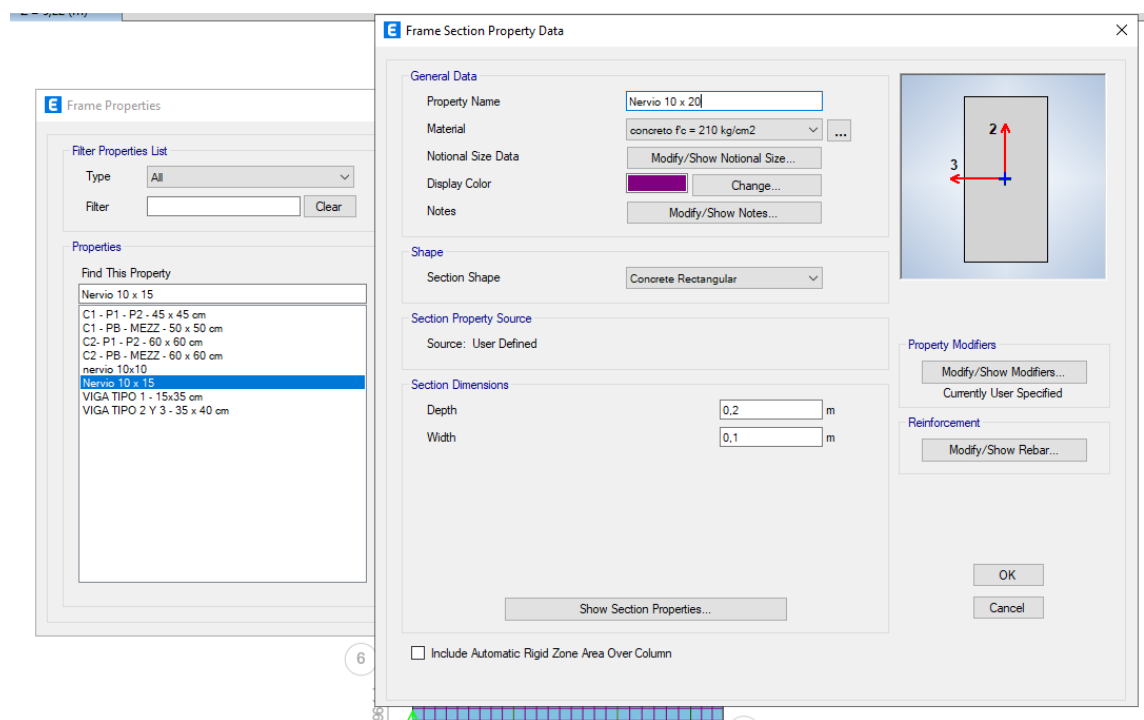 Frame Properties
Filter Properties List
Type All
Filter Clear
Properties
Find This Property
Nervio 10 x 15
C1 - P1 - P2 - 45 x 45 cm
C1 - PB - MEZZ - 50 x 50 cm
C2- P1 - P2 - 60 x 60 cm
C2 - PB - MEZZ - 60 x 60 cm
nervio 10x10
Nervio 10 x 15
VIGA TIPO 1 - 15x35 cm
VIGA TIPO 2 Y 3 - 35 x 40 cm
6
E Frame Section Property Data
General Data
Property Name Nervio 10 x 20
Material concreto f'c = 210 kg/cm2 ...
Notional Size Data Modify/Show Notional Size...
Display Color Change...
Notes Modify/Show Notes...
Shape
Section Shape Concrete Rectangular
Section Property Source
Source: User Defined
Section Dimensions
Depth 0,2 m
Width 0,1 m
Show Section Properties...
Include Automatic Rigid Zone Area Over Column
2
3
Property Modifiers
Modify/Show Modifiers...
Currently User Specified
Reinforcement
Modify/Show Rebar...
OK
Cancel